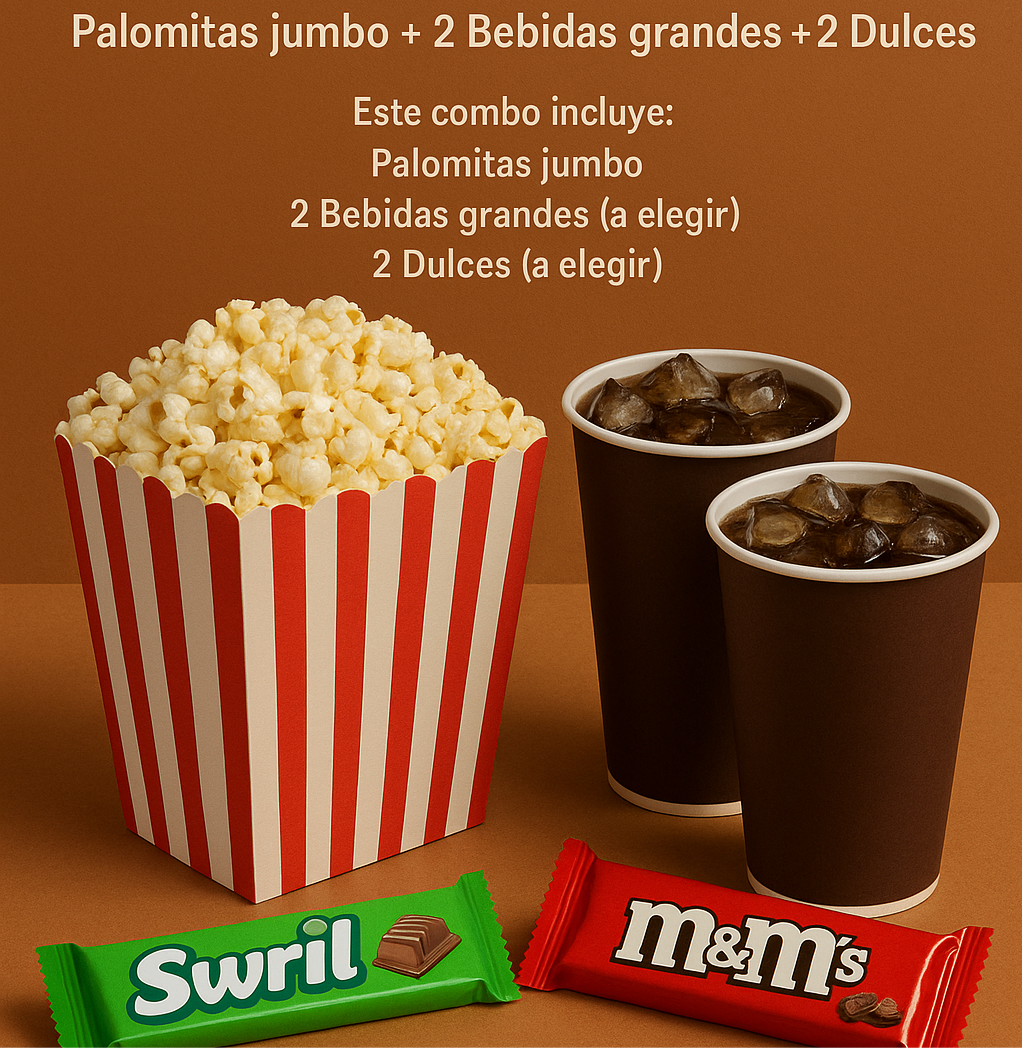 Palomitas jumbo + 2 Bebidas grandes + 2 Dulces
Este combo incluye:
Palomitas jumbo
2 Bebidas grandes (a elegir)
2 Dulces (a elegir)
Swril
m&m's